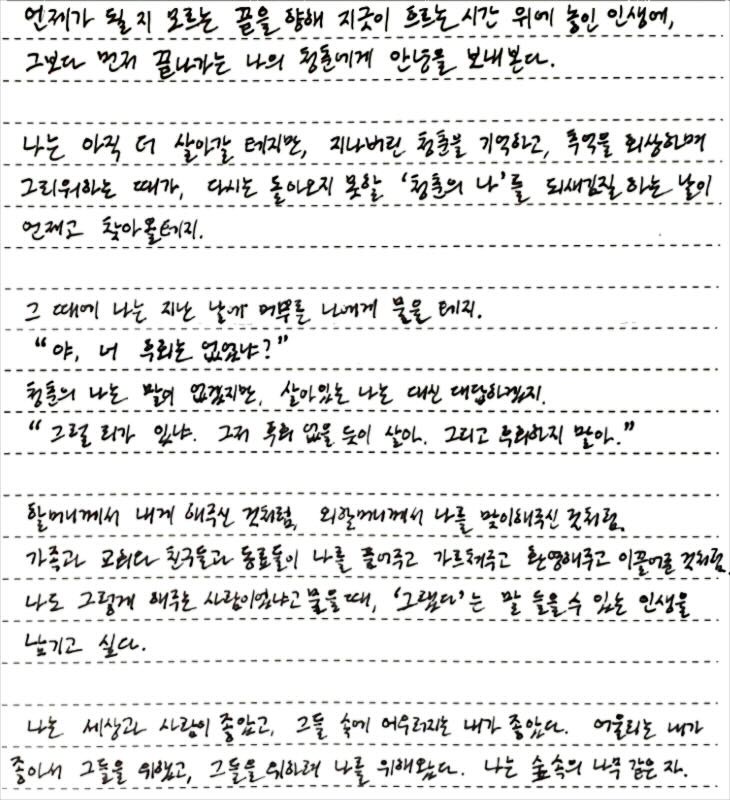 언제가 될 지 모르는 끝을 향해 지긋이 흐르는 시간 위에 놓인 인생에,
그보다 먼저 끝나가는 나의 청춘에게 안녕을 보내본다.
나는 아직 더 살아갈 테지만, 지나버린 청춘을 기억하고, 추억을 회상하며
그리워하는 때가, 다시는 돌아오지 못할 '청춘의 나'를 되새김질 하는 날이
언제고 찾아올테지.
그 때에 나는 지난 날에 머무를 나에게 물을 테지.
"야, 너 후회는 없었냐?"
청춘의 나는 말이 없겠지만, 살아있는 나는 대신 대답하겠지.
"그럴 리가 있냐. 그저 후회 없을 듯이 살아. 그리고 후회하지 말아."
할머니께서 내게 해주신 것처럼, 외할머니께서 나를 맞이해주신 것처럼,
가족과 교회와 친구들과 동료들이 나를 품어주고 가르쳐주고 환영해주고 이끌어준 것처럼,
나도 그렇게 해주는 사람이었냐고 물을 때, '그랬다'는 말 들을 수 있는 인생을
남기고 싶다.
나는 세상과 사람이 좋았고, 그들 속에 어우러지는 내가 좋았다. 어울리는 내가
좋아서 그들을 위했고, 그들을 위하려 나를 위해왔다. 나는 숲속의 나무 같은 자.